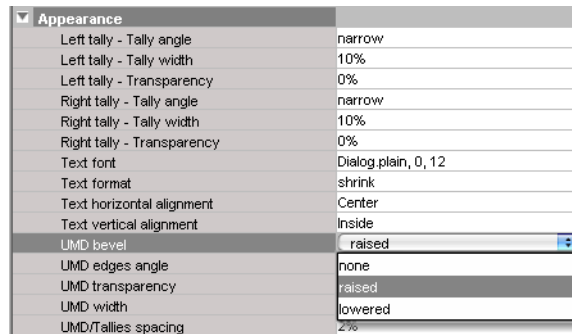 Appearance
Left tally - Tally angle narrow
Left tally - Tally width 10%
Left tally - Transparency 0%
Right tally - Tally angle narrow
Right tally - Tally width 10%
Right tally - Transparency 0%
Text font Dialog.plain, 0, 12
Text format shrink
Text horizontal alignment Center
Text vertical alignment Inside
UMD bevel raised
UMD edges angle none
UMD transparency raised
UMD width lowered
UMD/Tallies spacing 2%